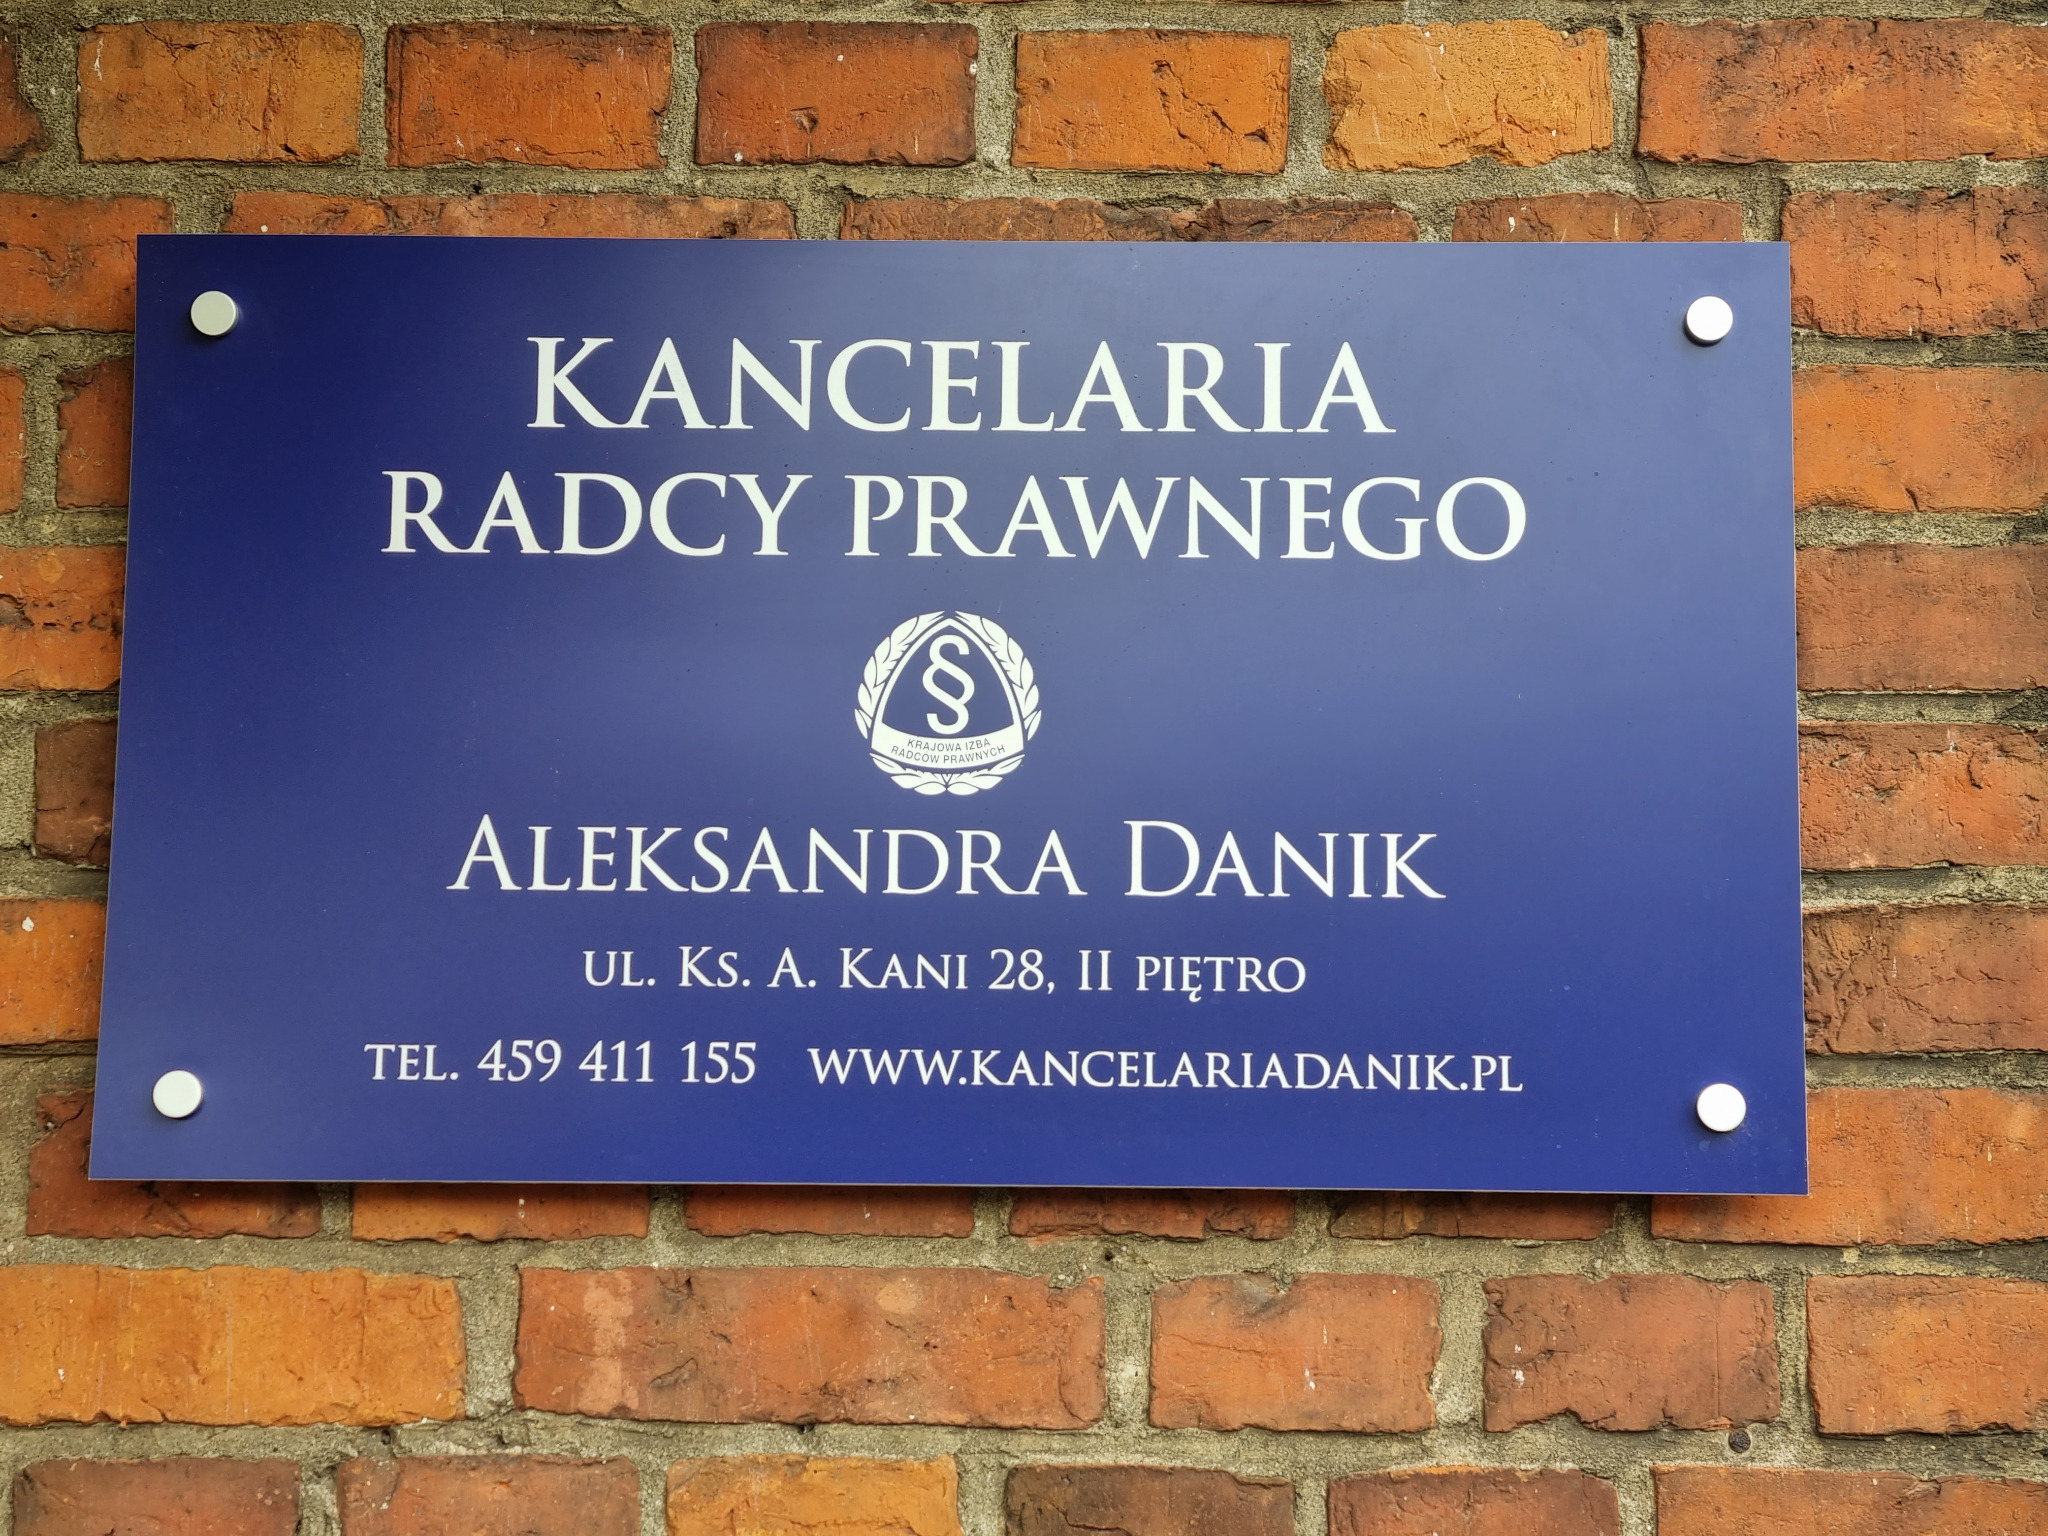 KANCELARIA
RADCY PRAWNEGO
§
KRAJOWA IZBA
RADCÓW PRAWNYCH
ALEKSANDRA DANIK
UL. KS. A. KANI 28, II PIĘTRO
TEL. 459 411 155 WWW.KANCELARIADANIK.PL